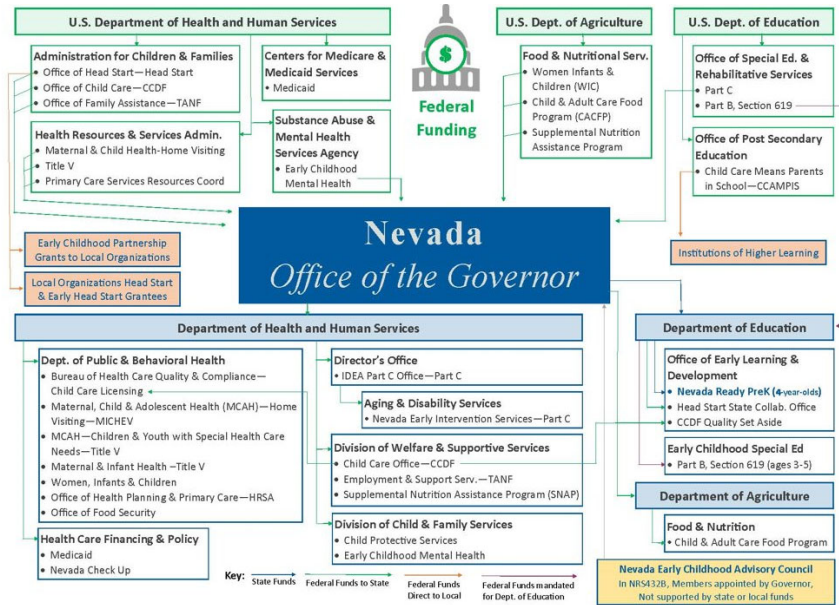 U.S. Department of Health and Human Services
Administration for Children & Families
• Office of Head Start—Head Start
• Office of Child Care—CCDF
• Office of Family Assistance—TANF
Health Resources & Services Admin.
• Maternal & Child Health-Home Visiting
• Title V
• Primary Care Services Resources Coord
Centers for Medicare &
Medicaid Services
• Medicaid
Substance Abuse &
Mental Health
Services Agency
• Early Childhood
Mental Health
$
Federal
Funding
U.S. Dept. of Agriculture
Food & Nutritional Serv.
• Women Infants &
Children (WIC)
• Child & Adult Care Food
Program (CACFP)
• Supplemental Nutrition
Assistance Program
U.S. Dept. of Education
Office of Special Ed. &
Rehabilitative Services
• Part C
• Part B, Section 619
Office of Post Secondary
Education
• Child Care Means Parents
in School—CCAMPIS
Early Childhood Partnership
Grants to Local Organizations
Local Organizations Head Start
& Early Head Start Grantees
Nevada
Office of the Governor
Institutions of Higher Learning
Department of Health and Human Services
Dept. of Public & Behavioral Health
• Bureau of Health Care Quality & Compliance—
Child Care Licensing
• Maternal, Child & Adolescent Health (MCAH)—Home
Visiting—MICHEV
• MCAH—Children & Youth with Special Health Care
Needs—Title V
• Maternal & Infant Health –Title V
• Women, Infants & Children
• Office of Health Planning & Primary Care—HRSA
• Office of Food Security
Health Care Financing & Policy
• Medicaid
• Nevada Check Up
Director's Office
• IDEA Part C Office—Part C
Aging & Disability Services
• Nevada Early Intervention Services—Part C
Division of Welfare & Supportive Services
• Child Care Office—CCDF
• Employment & Support Serv.—TANF
• Supplemental Nutrition Assistance Program (SNAP)
Division of Child & Family Services
• Child Protective Services
• Early Childhood Mental Health
Department of Education
Office of Early Learning &
Development
• Nevada Ready PreK (4-year-olds)
• Head Start State Collab. Office
• CCDF Quality Set Aside
Early Childhood Special Ed
• Part B, Section 619 (ages 3-5)
Department of Agriculture
Food & Nutrition
• Child & Adult Care Food Program
Nevada Early Childhood Advisory Council
In NRS432B, Members appointed by Governor,
Not supported by state or local funds
Key:
State Funds
Federal Funds to State
Federal Funds
Direct to Local
Federal Funds mandated
for Dept. of Education